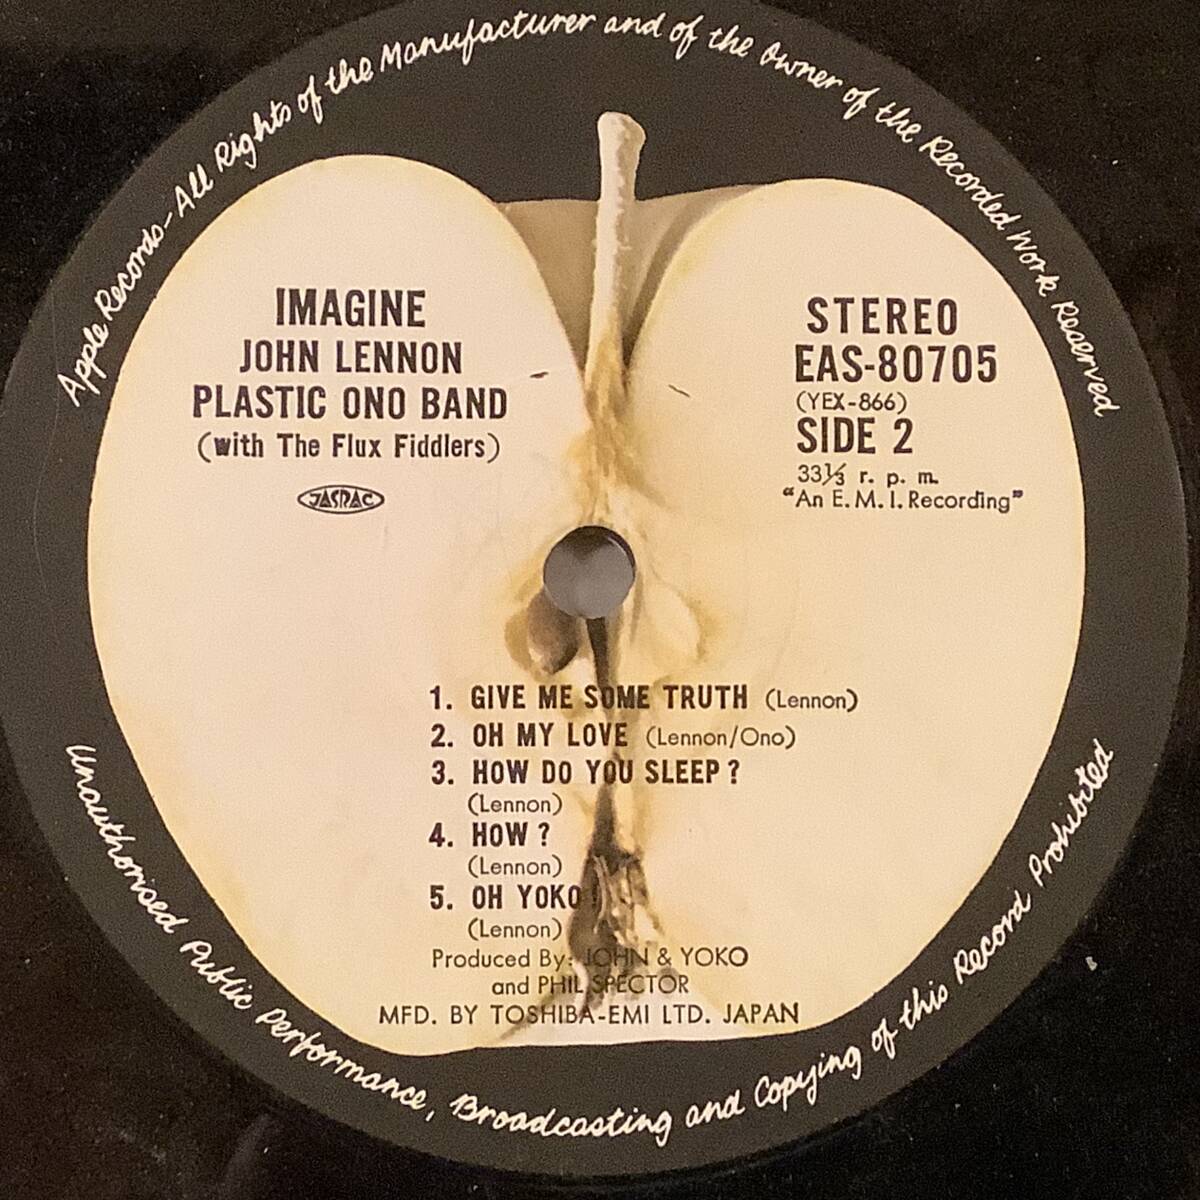 Apple Records - All Rights of the Manufacturer and of the Owner of the Recorded Work Reserved
IMAGINE
JOHN LENNON
PLASTIC ONO BAND
(with The Flux Fiddlers)
JASRAC
STEREO
EAS-80705
(YEX-866)
SIDE 2
33⅓ r. p. m.
"An E. M. I. Recording"
1. GIVE ME SOME TRUTH (Lennon)
2. OH MY LOVE (Lennon/Ono)
3. HOW DO YOU SLEEP?
(Lennon)
4. HOW?
(Lennon)
5. OH YOKO!
(Lennon)
Produced By: JOHN & YOKO
and PHIL SPECTOR
MFD. BY TOSHIBA-EMI LTD. JAPAN
Unauthorised Public Performance, Broadcasting and Copying of this Record Prohibited